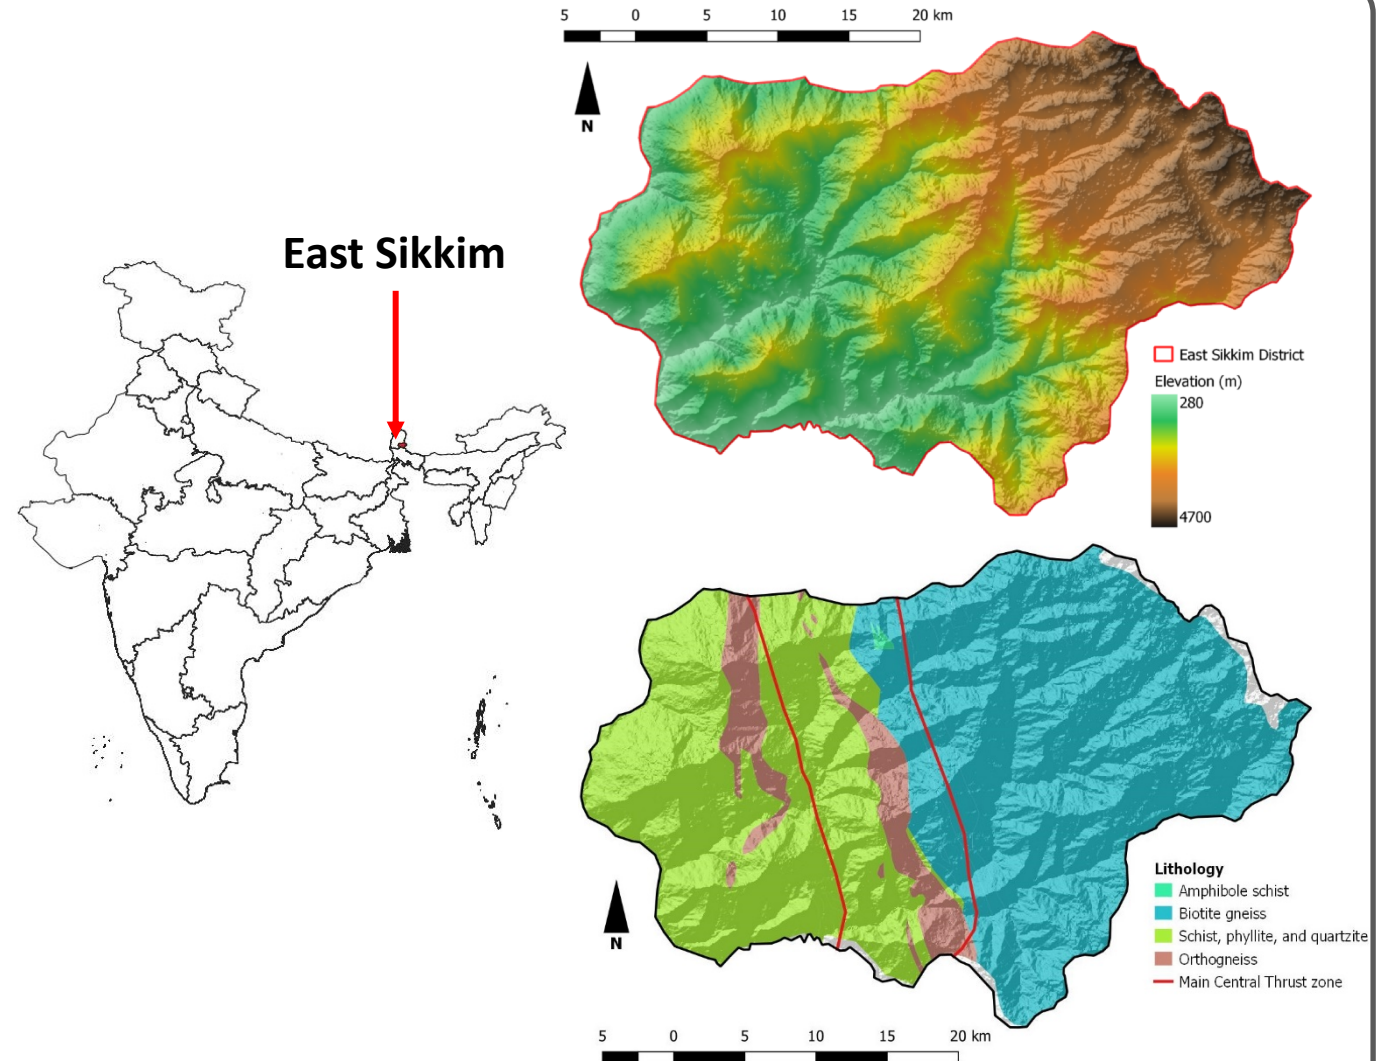 5 0 5 10 15 20 km
N
East Sikkim
East Sikkim District
Elevation (m)
280
4700
Lithology
Amphibole schist
Biotite gneiss
Schist, phyllite, and quartzite
Orthogneiss
Main Central Thrust zone
N
5 0 5 10 15 20 km